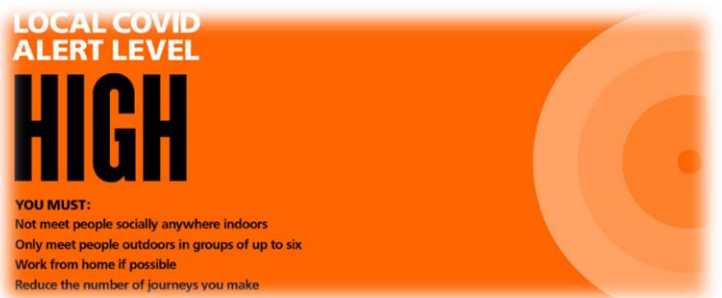 LOCAL COVID
ALERT LEVEL
HIGH
YOU MUST:
Not meet people socially anywhere indoors
Only meet people outdoors in groups of up to six
Work from home if possible
Reduce the number of journeys you make